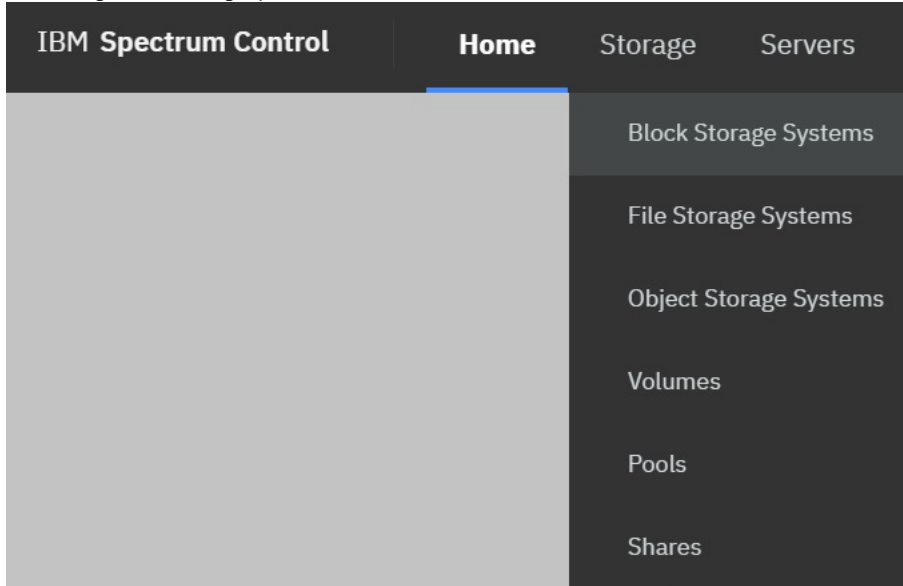 IBM Spectrum Control Home Storage Servers
Block Storage Systems
File Storage Systems
Object Storage Systems
Volumes
Pools
Shares